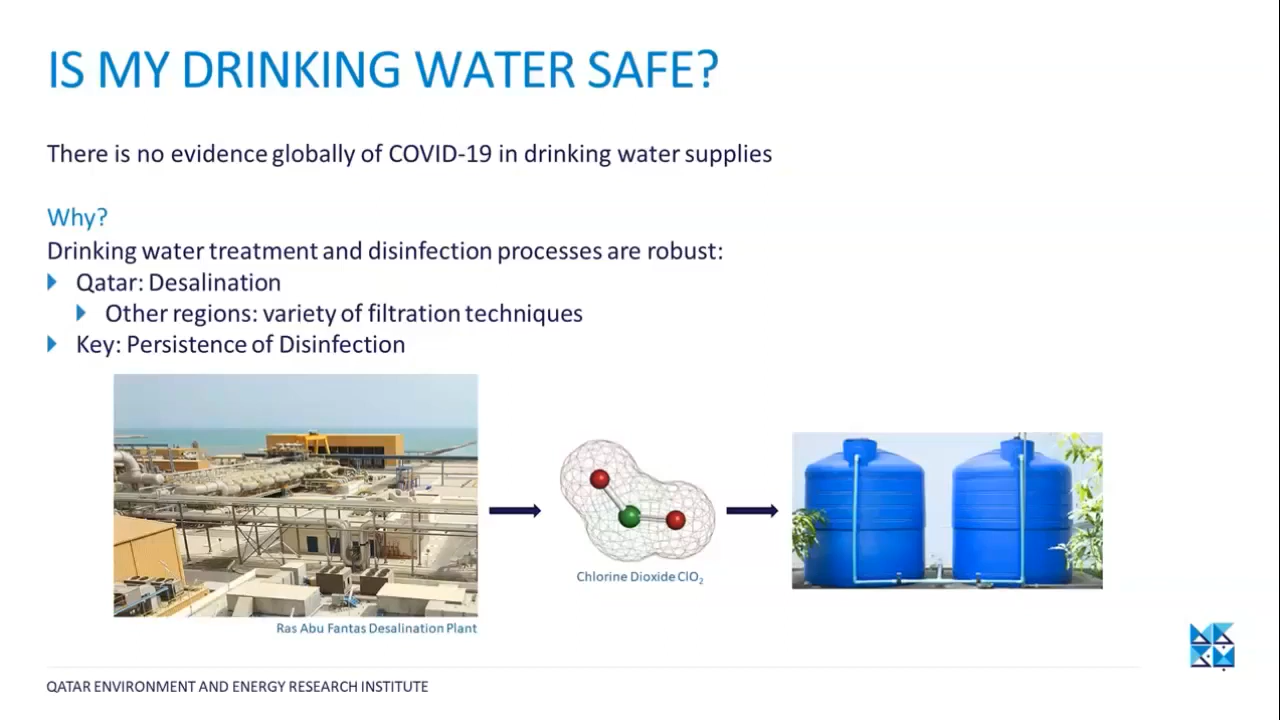 IS MY DRINKING WATER SAFE?
There is no evidence globally of COVID-19 in drinking water supplies
Why?
Drinking water treatment and disinfection processes are robust:
Qatar: Desalination
Other regions: variety of filtration techniques
Key: Persistence of Disinfection
Chlorine Dioxide ClO₂
Ras Abu Fantas Desalination Plant
QATAR ENVIRONMENT AND ENERGY RESEARCH INSTITUTE